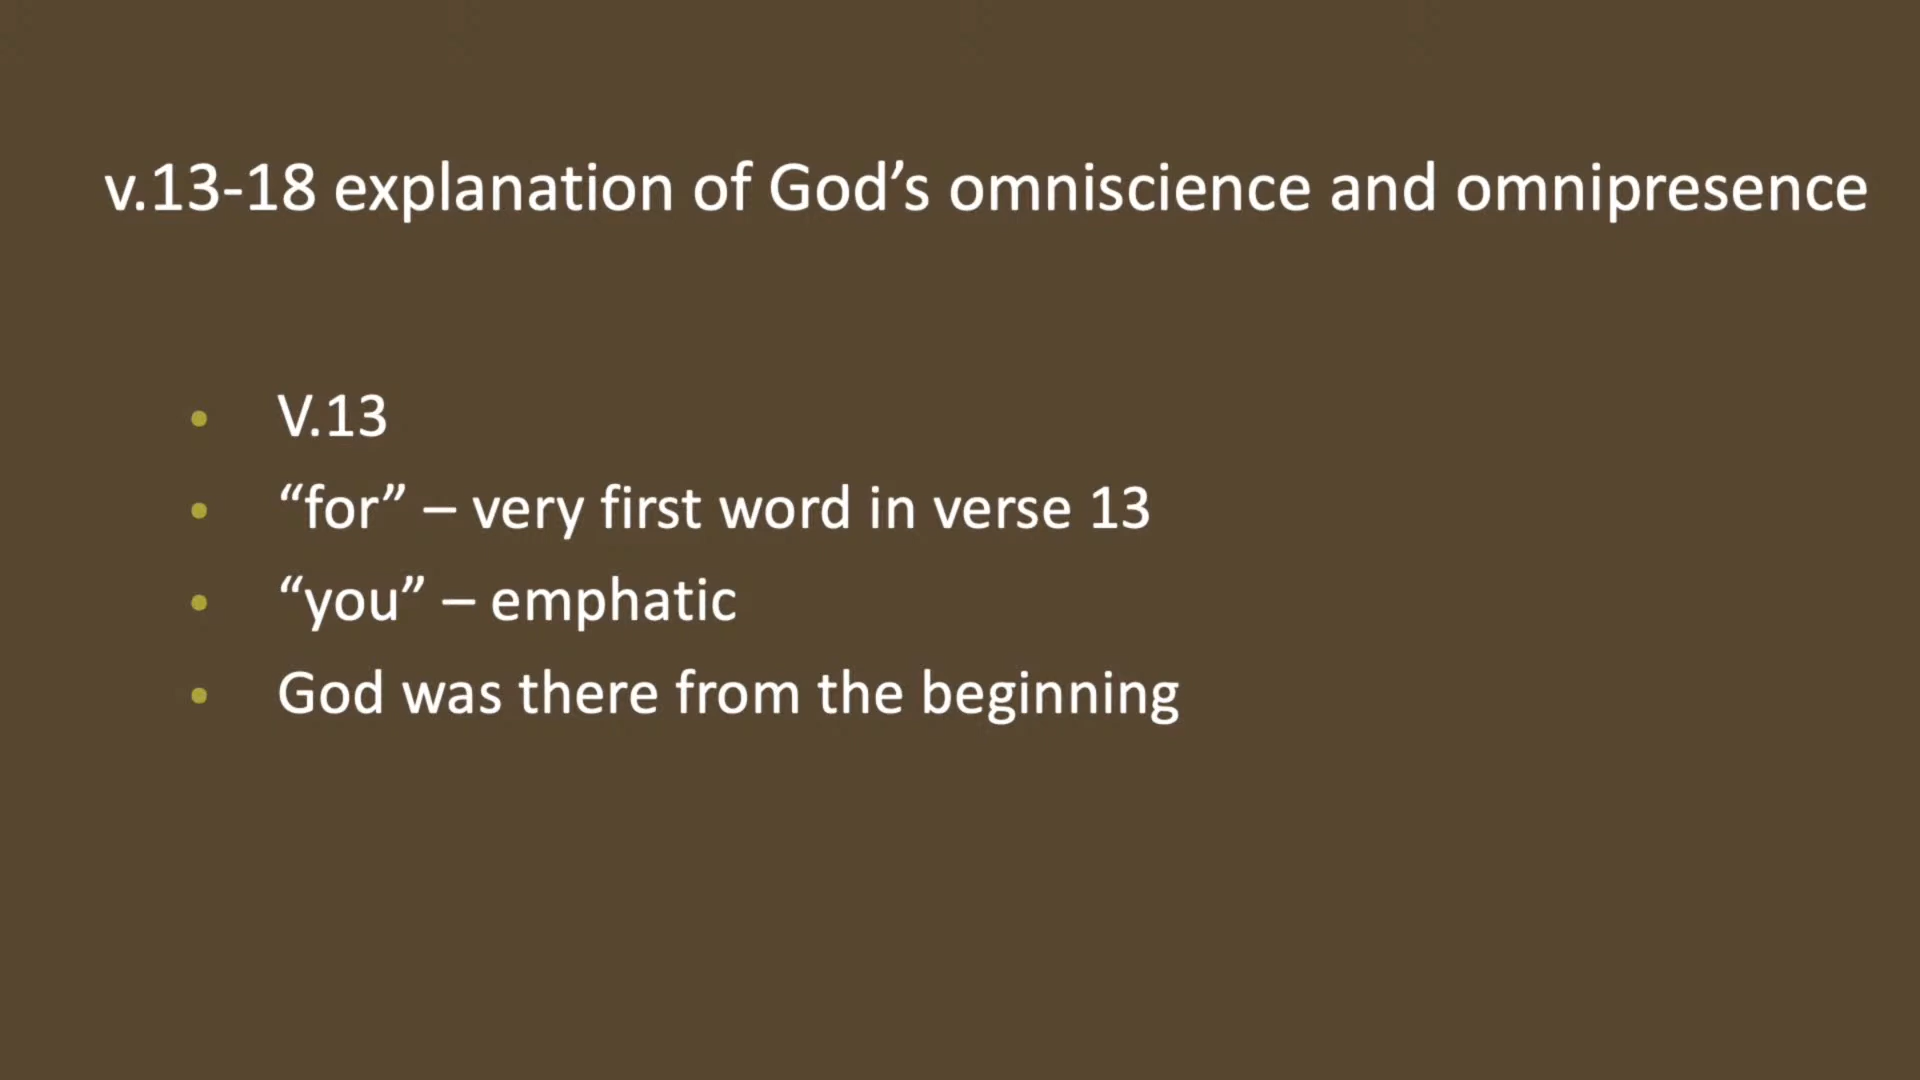 v.13-18 explanation of God’s omniscience and omnipresence
• V.13
• “for” – very first word in verse 13
• “you” – emphatic
• God was there from the beginning